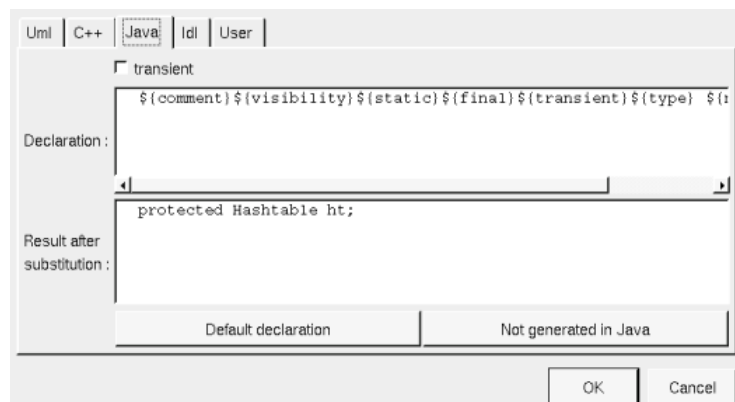 Uml C++ Java Idl User
transient
Declaration :
${comment}${visibility}${static}${final}${transient}${type}
Result after substitution :
protected Hashtable ht;
Default declaration Not generated in Java
OK Cancel